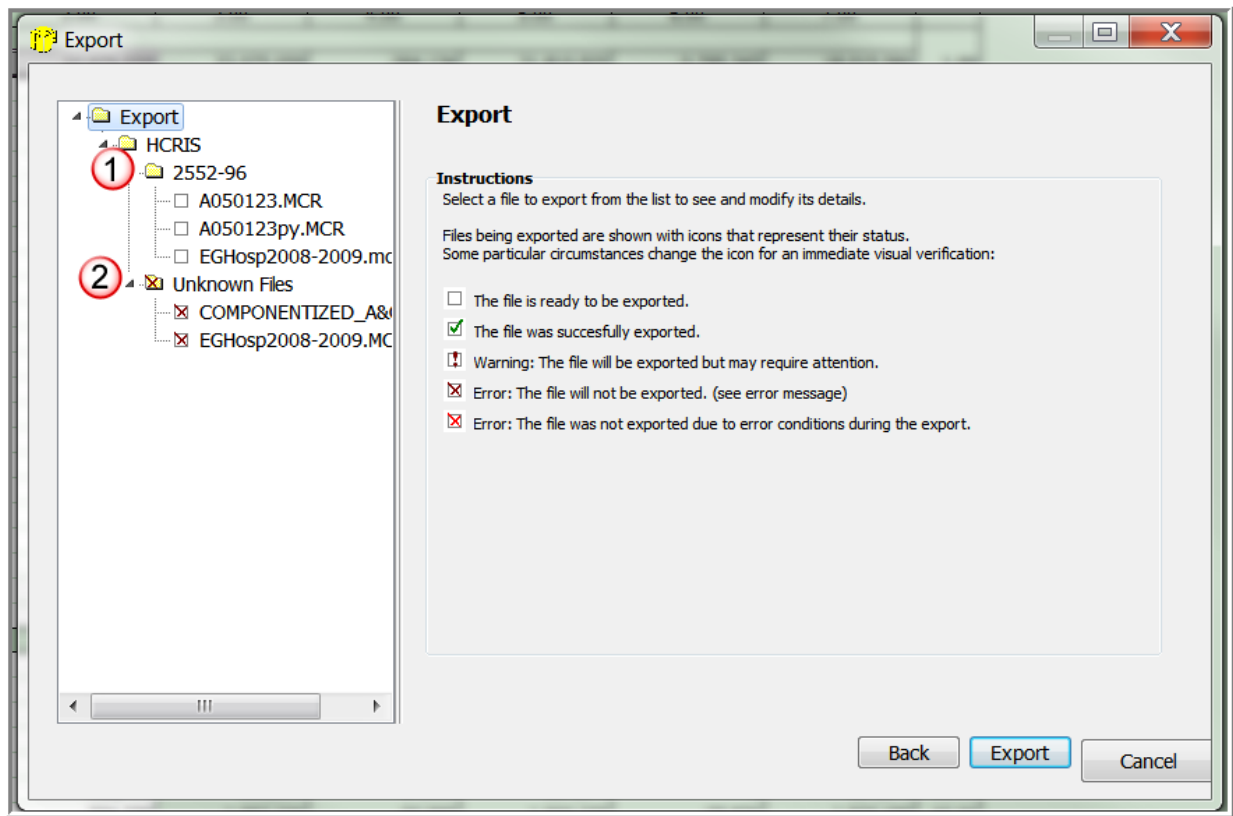 Export
X
Export
HCRIS
1
2552-96
A050123.MCR
A050123py.MCR
EGHosp2008-2009.mc
2
Unknown Files
COMPONENTIZED_A&
EGHosp2008-2009.MC
Export
Instructions
Select a file to export from the list to see and modify its details.
Files being exported are shown with icons that represent their status.
Some particular circumstances change the icon for an immediate visual verification:
The file is ready to be exported.
The file was succesfully exported.
Warning: The file will be exported but may require attention.
Error: The file will not be exported. (see error message)
Error: The file was not exported due to error conditions during the export.
Back
Export
Cancel